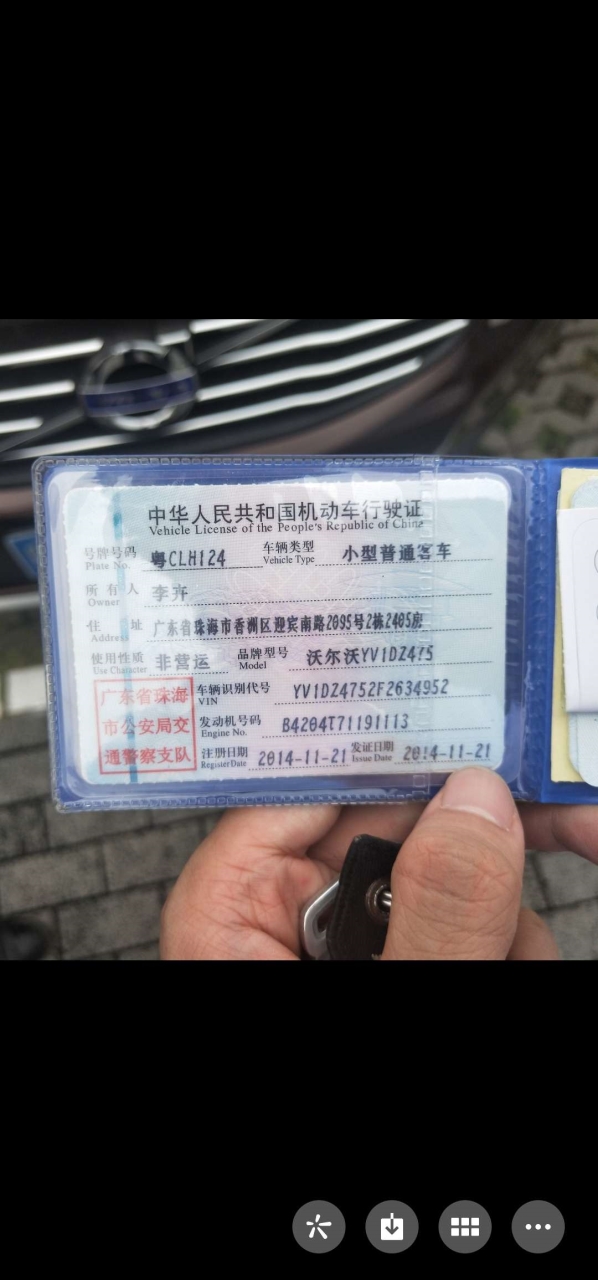 中华人民共和国机动车行驶证
Vehicle License of the People's Republic of China
号牌号码 粤CLH124 车辆类型 小型普通客车
Plate No. Vehicle Type
所有人 李卉
Owner
住址 广东省珠海市香洲区迎宾南路2095号2栋2405房
Address
使用性质 非营运 品牌型号 沃尔沃YV1DZ475
Use Character Model
广东省珠海
市公安局交
通警察支队
车辆识别代号 YV1DZ4752F2634952
VIN
发动机号码 B4204T71191113
Engine No.
注册日期 2014-11-21 发证日期 2014-11-21
Register Date Issue Date